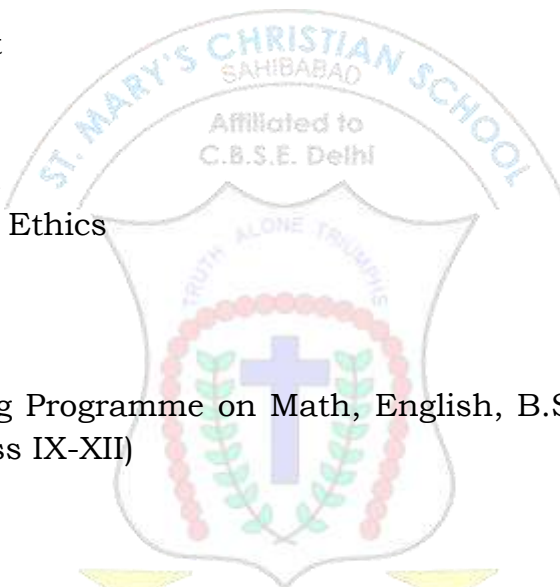 t
ST. MARY'S CHRISTIAN SCHOOL
SAHIBABAD
Affiliated to
C.B.S.E. Delhi
Ethics
TRUTH ALONE TRIUMPHS
g Programme on Math, English, B.S
ss IX-XII)